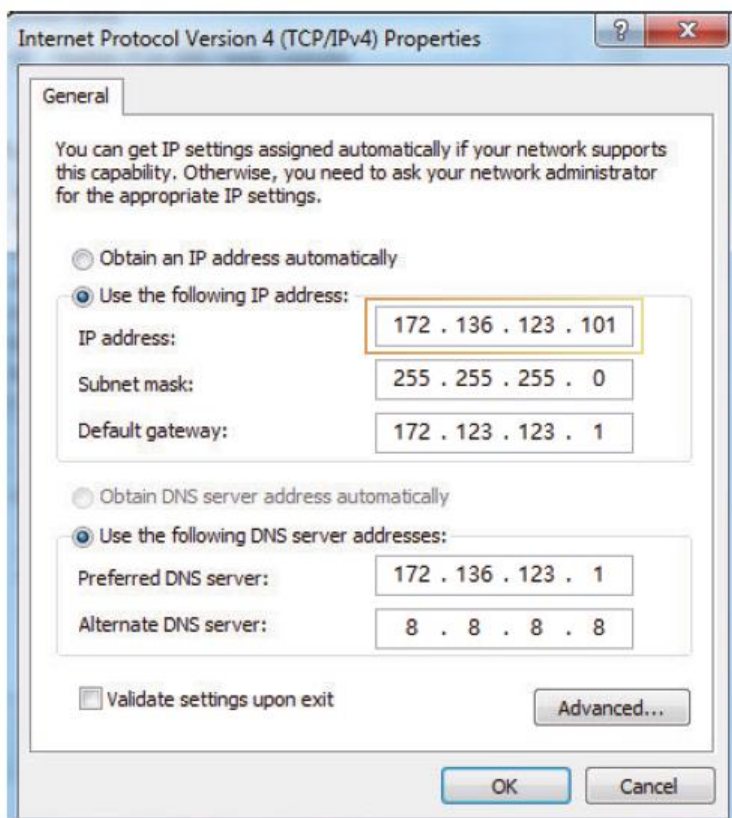 Internet Protocol Version 4 (TCP/IPv4) Properties
?
X
General
You can get IP settings assigned automatically if your network supports
this capability. Otherwise, you need to ask your network administrator
for the appropriate IP settings.
Obtain an IP address automatically
Use the following IP address:
IP address: 172 . 136 . 123 . 101
Subnet mask: 255 . 255 . 255 . 0
Default gateway: 172 . 123 . 123 . 1
Obtain DNS server address automatically
Use the following DNS server addresses:
Preferred DNS server: 172 . 136 . 123 . 1
Alternate DNS server: 8 . 8 . 8 . 8
Validate settings upon exit
Advanced...
OK Cancel